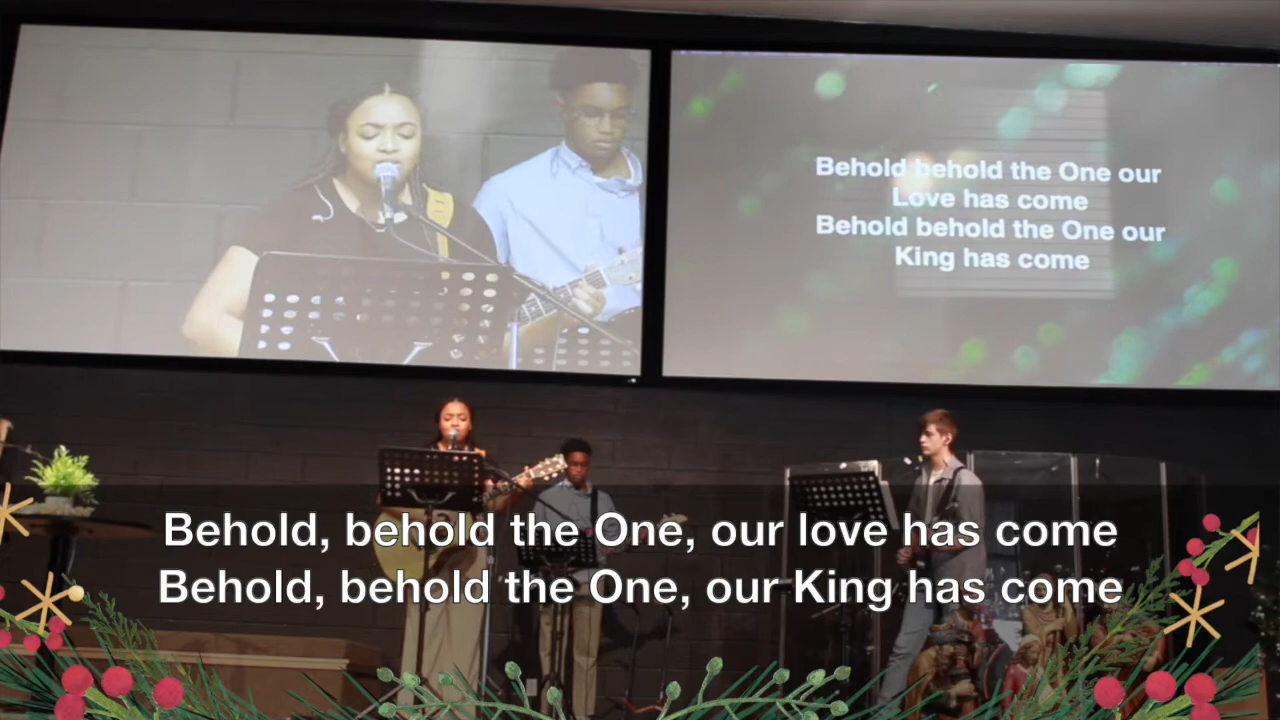 Behold behold the One our
Love has come
Behold behold the One our
King has come
Behold, behold the One, our love has come
Behold, behold the One, our King has come